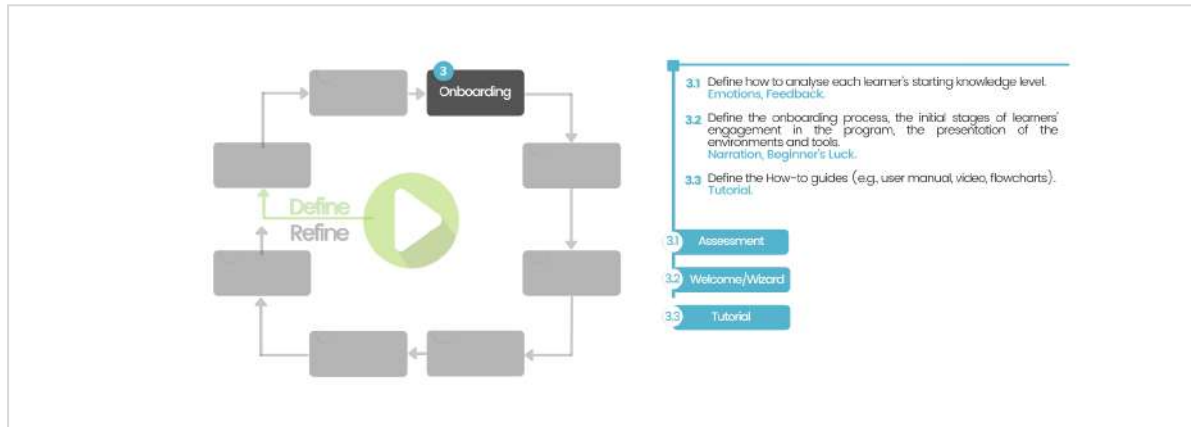 3
Onboarding
Define
Refine
3.1 Define how to analyse each learner's starting knowledge level.
Emotions, Feedback.
3.2 Define the onboarding process, the initial stages of learners'
engagement in the program, the presentation of the
environments and tools.
Narration, Beginner's Luck.
3.3 Define the How-to guides (e.g., user manual, video, flowcharts).
Tutorial.
3.1 Assessment
3.2 Welcome/Wizard
3.3 Tutorial